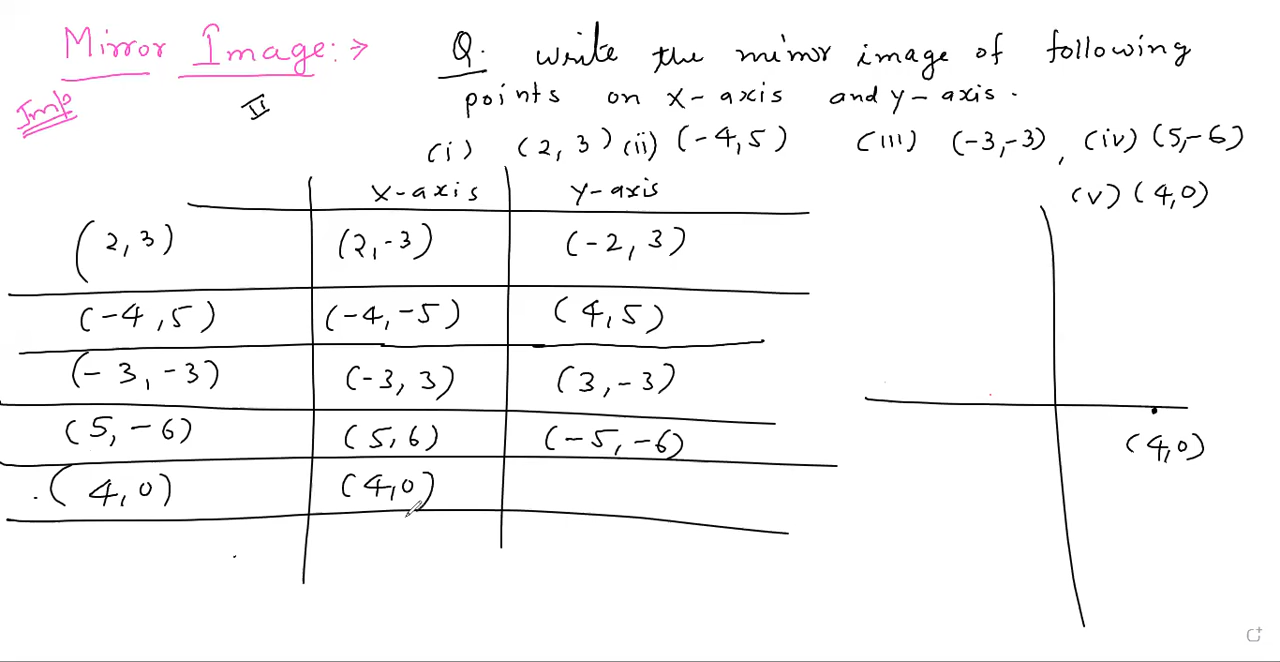 Mirror Image:⇒
Imp
II
Q. write the mirror image of following
points on x-axis and y-axis.
(i) (2,3) (ii) (-4,5) (iii) (-3,-3), (iv) (5,-6)
(v) (4,0)
x-axis y-axis
(2,3) (2,-3) (-2,3)
(-4,5) (-4,-5) (4,5)
(-3,-3) (-3,3) (3,-3)
(5,-6) (5,6) (-5,-6)
(4,0) (4,0)
(4,0)